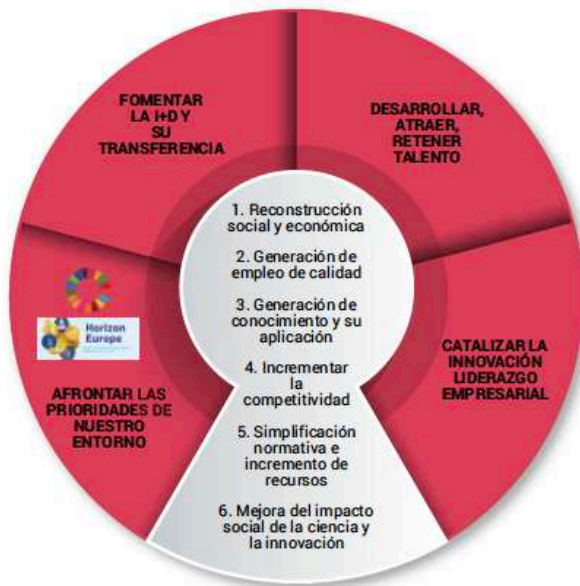 FOMENTAR
LA I+D Y
SU
TRANSFERENCIA
DESARROLLAR,
ATRAER,
RETENER
TALENTO
1. Reconstrucción
social y económica
2. Generación de
empleo de calidad
3. Generación de
conocimiento y su
aplicación
4. Incrementar
la
competitividad
5. Simplificación
normativa e
incremento de
recursos
6. Mejora del impacto
social de la ciencia y
la innovación
Horizon
Europe
AFRONTAR LAS
PRIORIDADES DE
NUESTRO
ENTORNO
CATALIZAR LA
INNOVACIÓN
LIDERAZGO
EMPRESARIAL